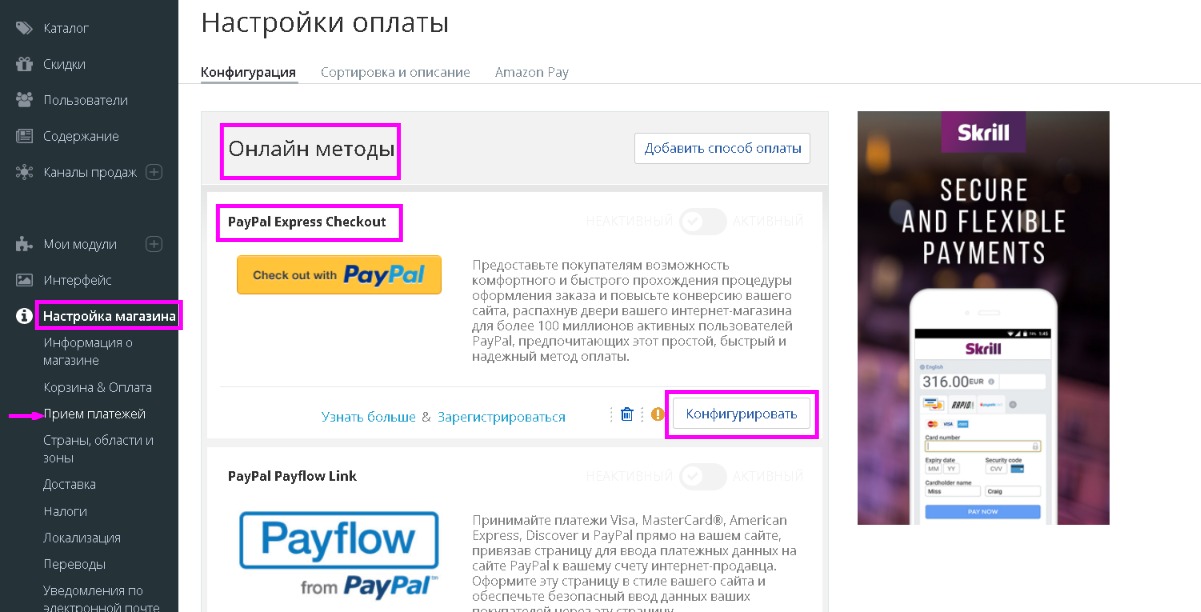 Каталог
Скидки
Пользователи
Содержание
Каналы продаж
Мои модули
Интерфейс
Настройка магазина
Информация о
магазине
Корзина & Оплата
Прием платежей
Страны, области и
зоны
Доставка
Налоги
Локализация
Переводы
Уведомления по
электронной почте
Настройки оплаты
Конфигурация Сортировка и описание Amazon Pay
Онлайн методы
Добавить способ оплаты
PayPal Express Checkout
НЕАКТИВНЫЙ АКТИВНЫЙ
Check out with PayPal
Предоставьте покупателям возможность
комфортного и быстрого прохождения процедуры
оформления заказа и повысьте конверсию вашего
сайта, распахнув двери вашего интернет-магазина
для более 100 миллионов активных пользователей
PayPal, предпочитающих этот простой, быстрый и
надежный метод оплаты.
Узнать больше & Зарегистрироваться
Конфигурировать
PayPal Payflow Link
НЕАКТИВНЫЙ АКТИВНЫЙ
Payflow
from PayPal™
Принимайте платежи Visa, MasterCard®, American
Express, Discover и PayPal прямо на вашем сайте,
привязав страницу для ввода платежных данных на
сайте PayPal к вашему счету интернет-продавца.
Оформите эту страницу в стиле вашего сайта и
обеспечьте безопасный ввод данных ваших
покупателей через эту страницу.
Skrill
SECURE
AND FLEXIBLE
PAYMENTS
Skrill
English
316.00EUR
Card number
Expiry date Security code
MM YY CVV
Cardholder name
Miss Craig
PAY NOW